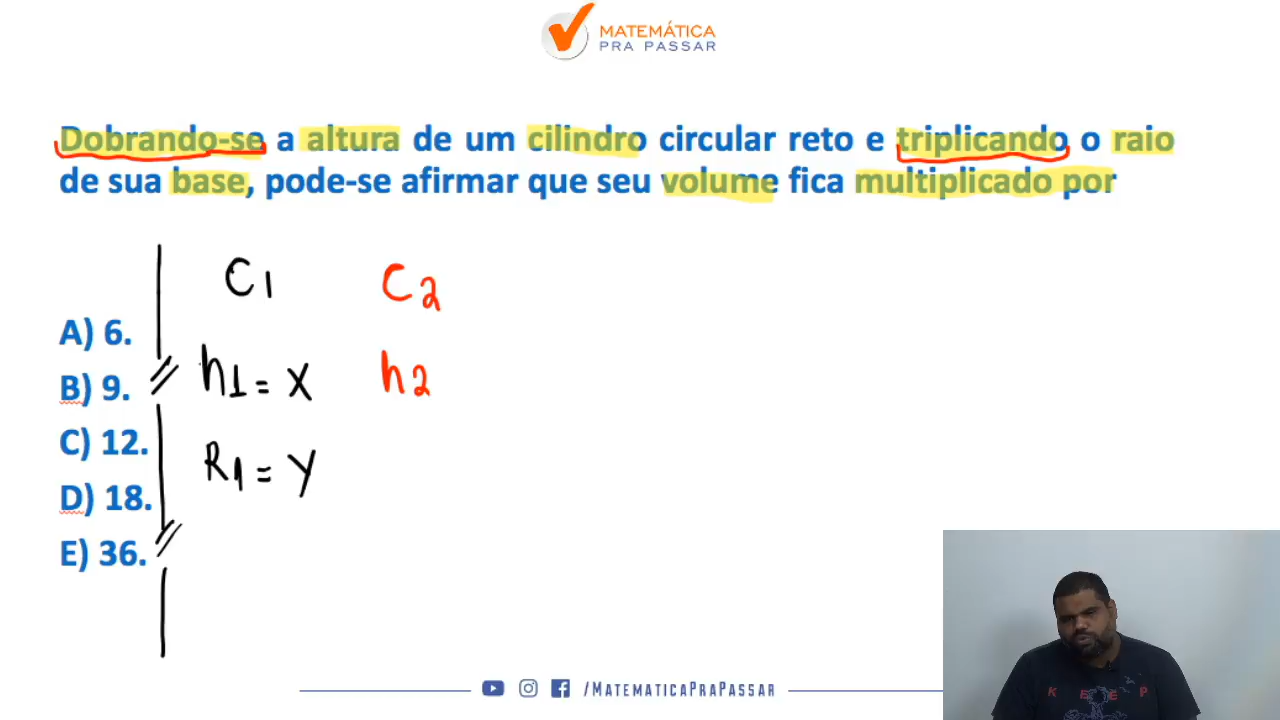 MATEMÁTICA
PRA PASSAR
Dobrando-se a altura de um cilindro circular reto e triplicando o raio
de sua base, pode-se afirmar que seu volume fica multiplicado por
C1 C2
A) 6.
h1 = X h2
B) 9.
C) 12.
R1 = Y
D) 18.
E) 36.
KEEP
/MATEMATICAPRAPASSAR